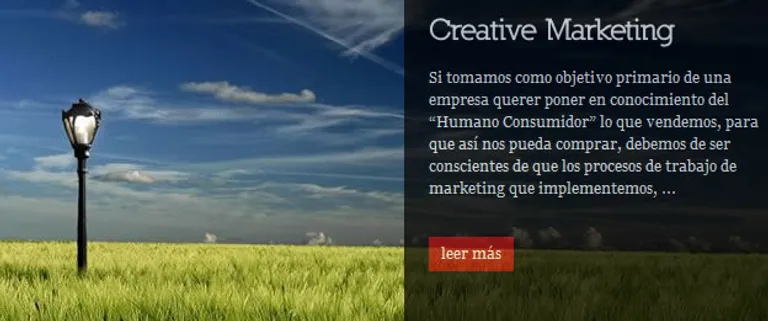 Creative Marketing
Si tomamos como objetivo primario de una
empresa querer poner en conocimiento del
“Humano Consumidor” lo que vendemos, para
que así nos pueda comprar, debemos de ser
conscientes de que los procesos de trabajo de
marketing que implementemos, ...
leer más